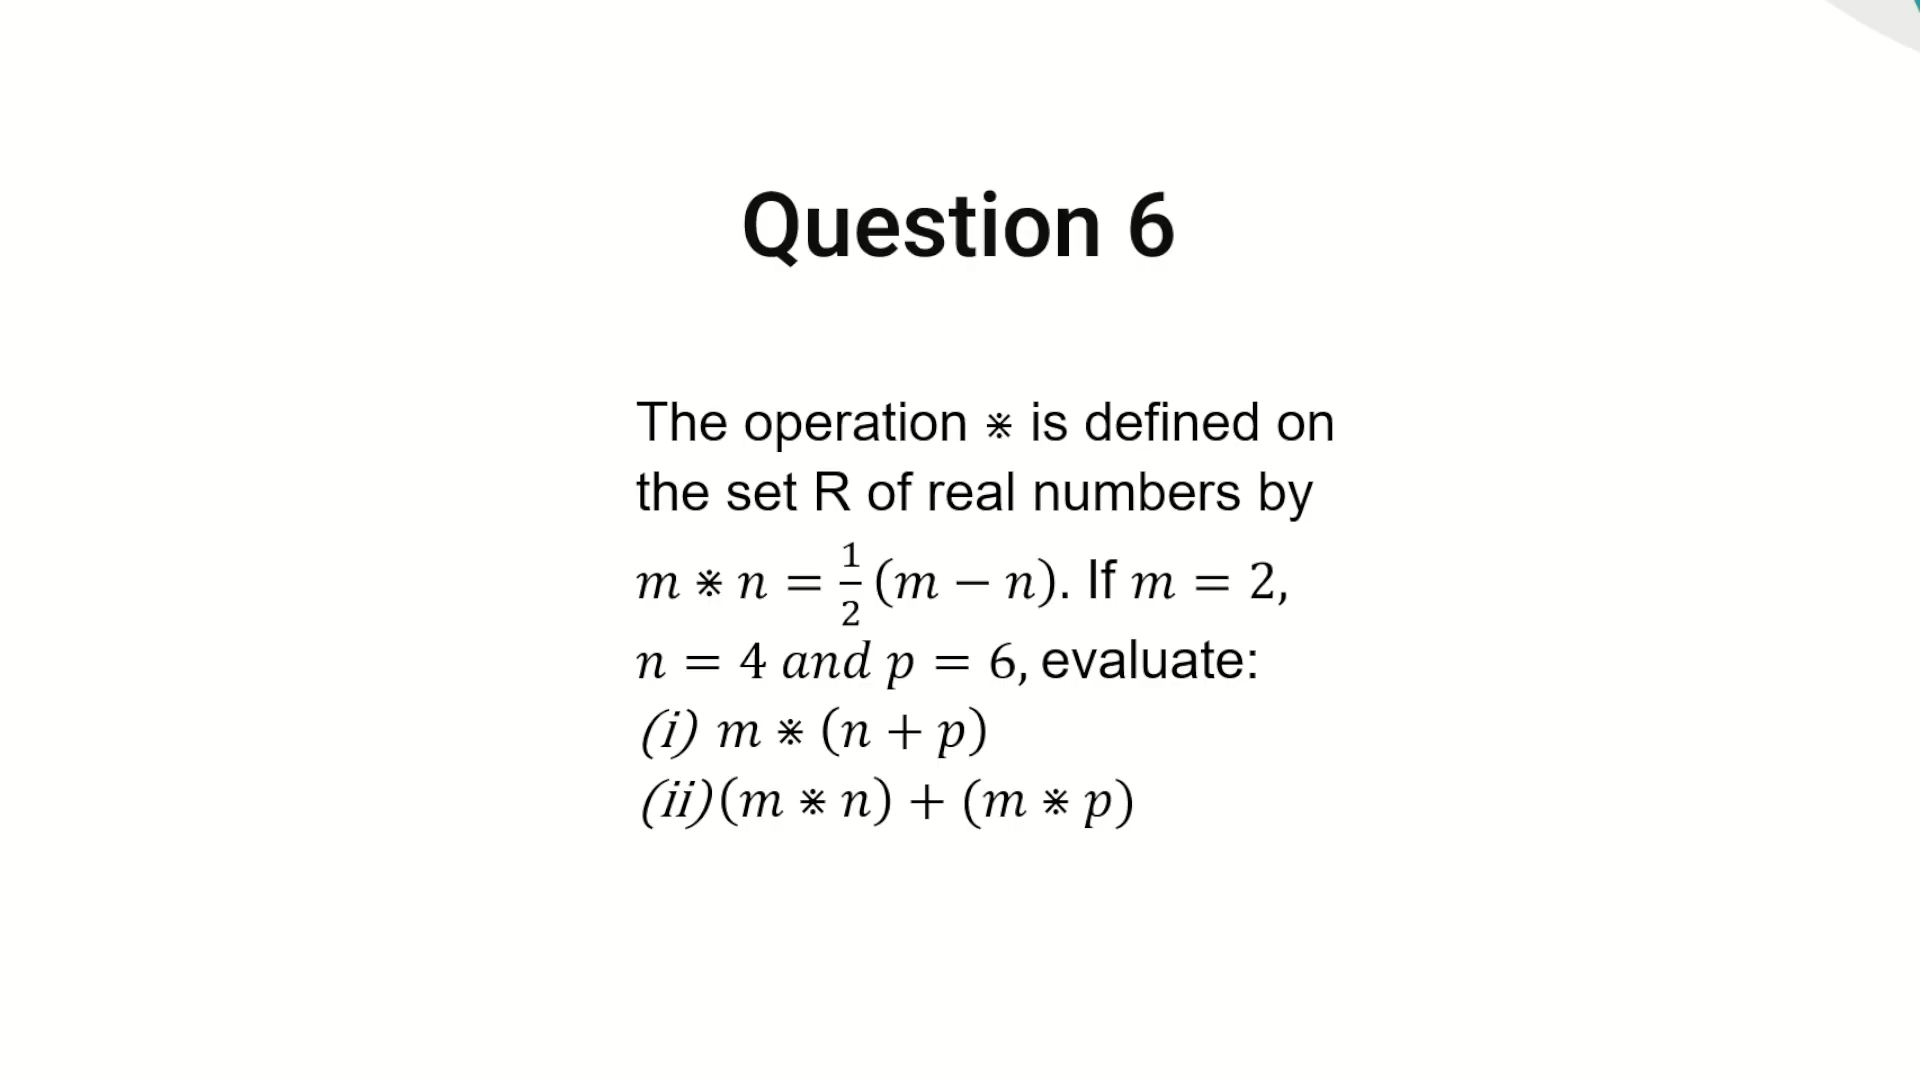 Question 6
The operation ⋇ is defined on
the set R of real numbers by
m ⋇ n = 1/2 (m − n). If m = 2,
n = 4 and p = 6, evaluate:
(i) m ⋇ (n + p)
(ii)(m ⋇ n) + (m ⋇ p)